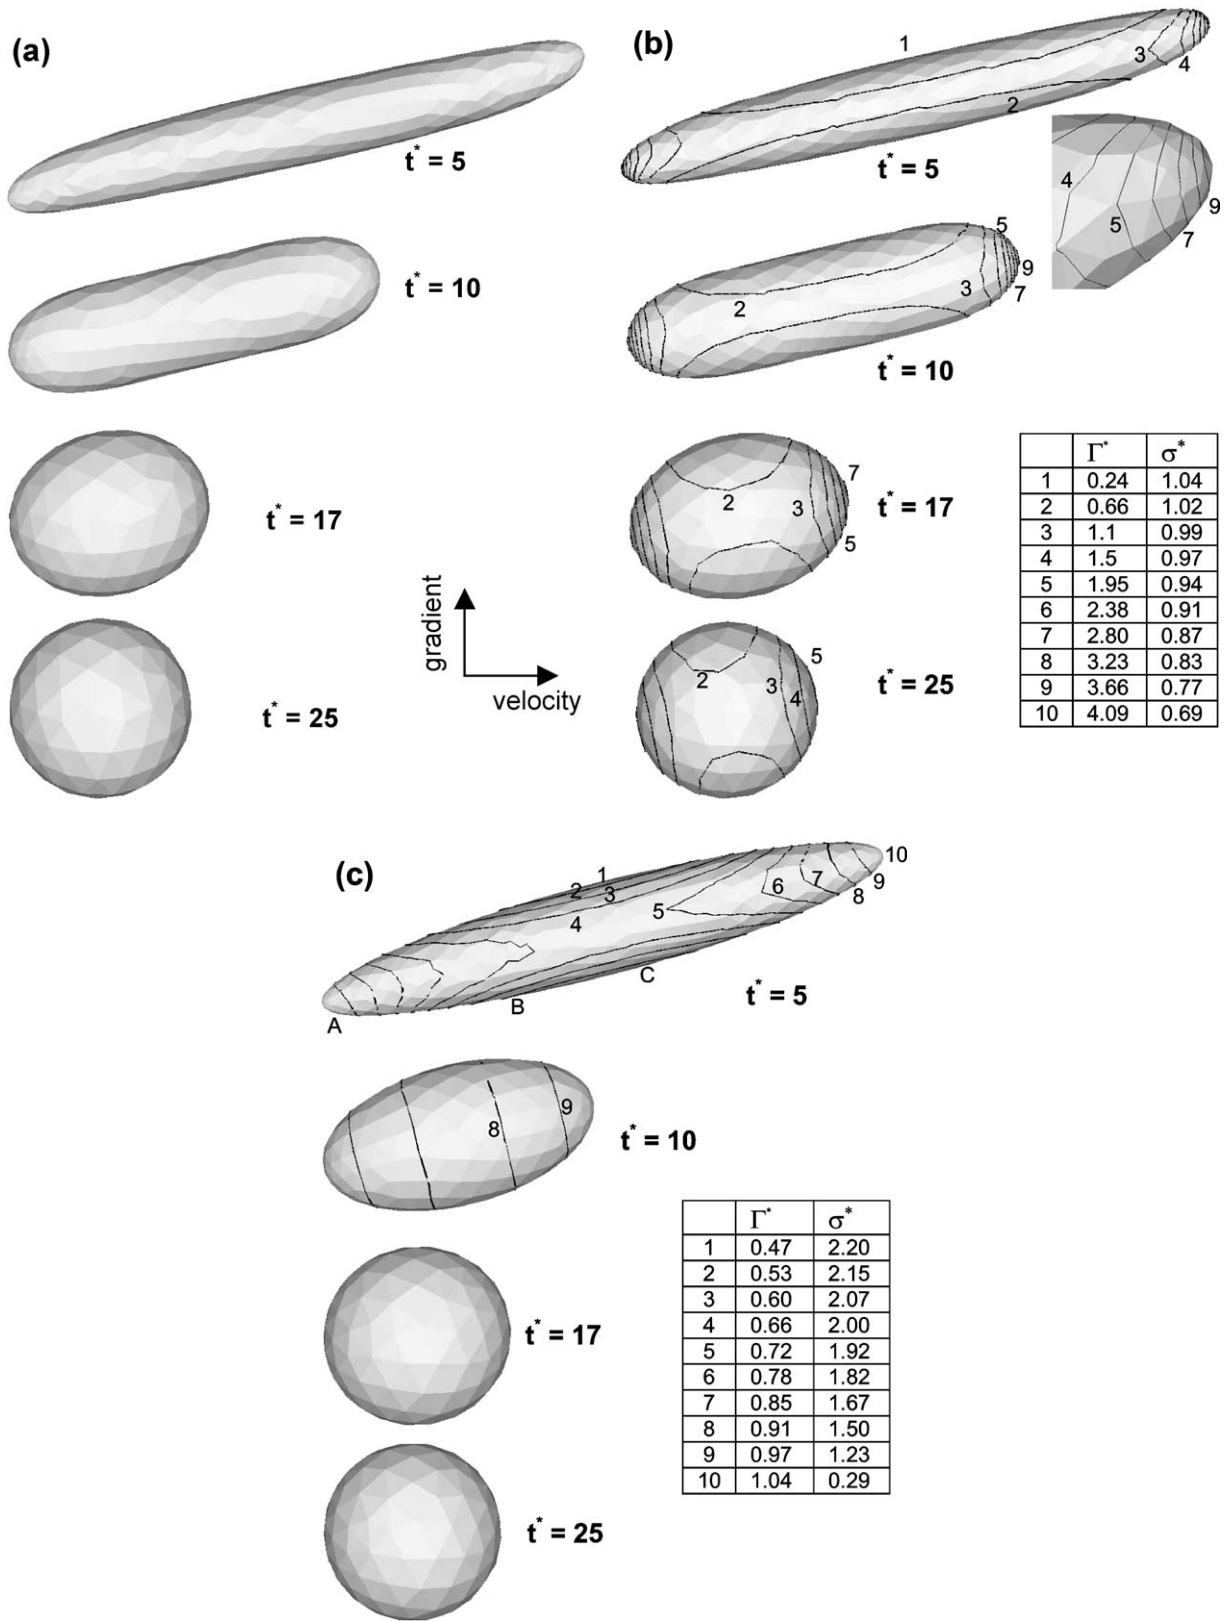 (a)
t* = 5
t* = 10
t* = 17
t* = 25
gradient
velocity
(b)
1
3
4
2
t* = 5
4
5
7
9
5
9
7
3
2
t* = 10
7
2
3
5
t* = 17
5
2
3
4
t* = 25
Γ* σ*
1 0.24 1.04
2 0.66 1.02
3 1.1 0.99
4 1.5 0.97
5 1.95 0.94
6 2.38 0.91
7 2.80 0.87
8 3.23 0.83
9 3.66 0.77
10 4.09 0.69
(c)
1
2
3
4
5
6
7
8
9
10
A
B
C
t* = 5
8
9
t* = 10
t* = 17
t* = 25
Γ* σ*
1 0.47 2.20
2 0.53 2.15
3 0.60 2.07
4 0.66 2.00
5 0.72 1.92
6 0.78 1.82
7 0.85 1.67
8 0.91 1.50
9 0.97 1.23
10 1.04 0.29